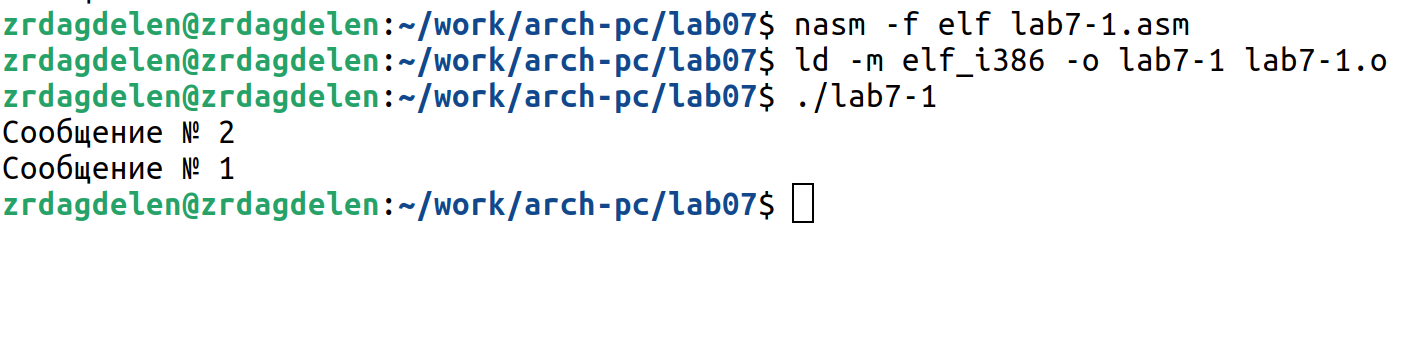 zrdagdelen@zrdagdelen:~/work/arch-pc/lab07$ nasm -f elf lab7-1.asm
zrdagdelen@zrdagdelen:~/work/arch-pc/lab07$ ld -m elf_i386 -o lab7-1 lab7-1.o
zrdagdelen@zrdagdelen:~/work/arch-pc/lab07$ ./lab7-1
Сообщение № 2
Сообщение № 1
zrdagdelen@zrdagdelen:~/work/arch-pc/lab07$